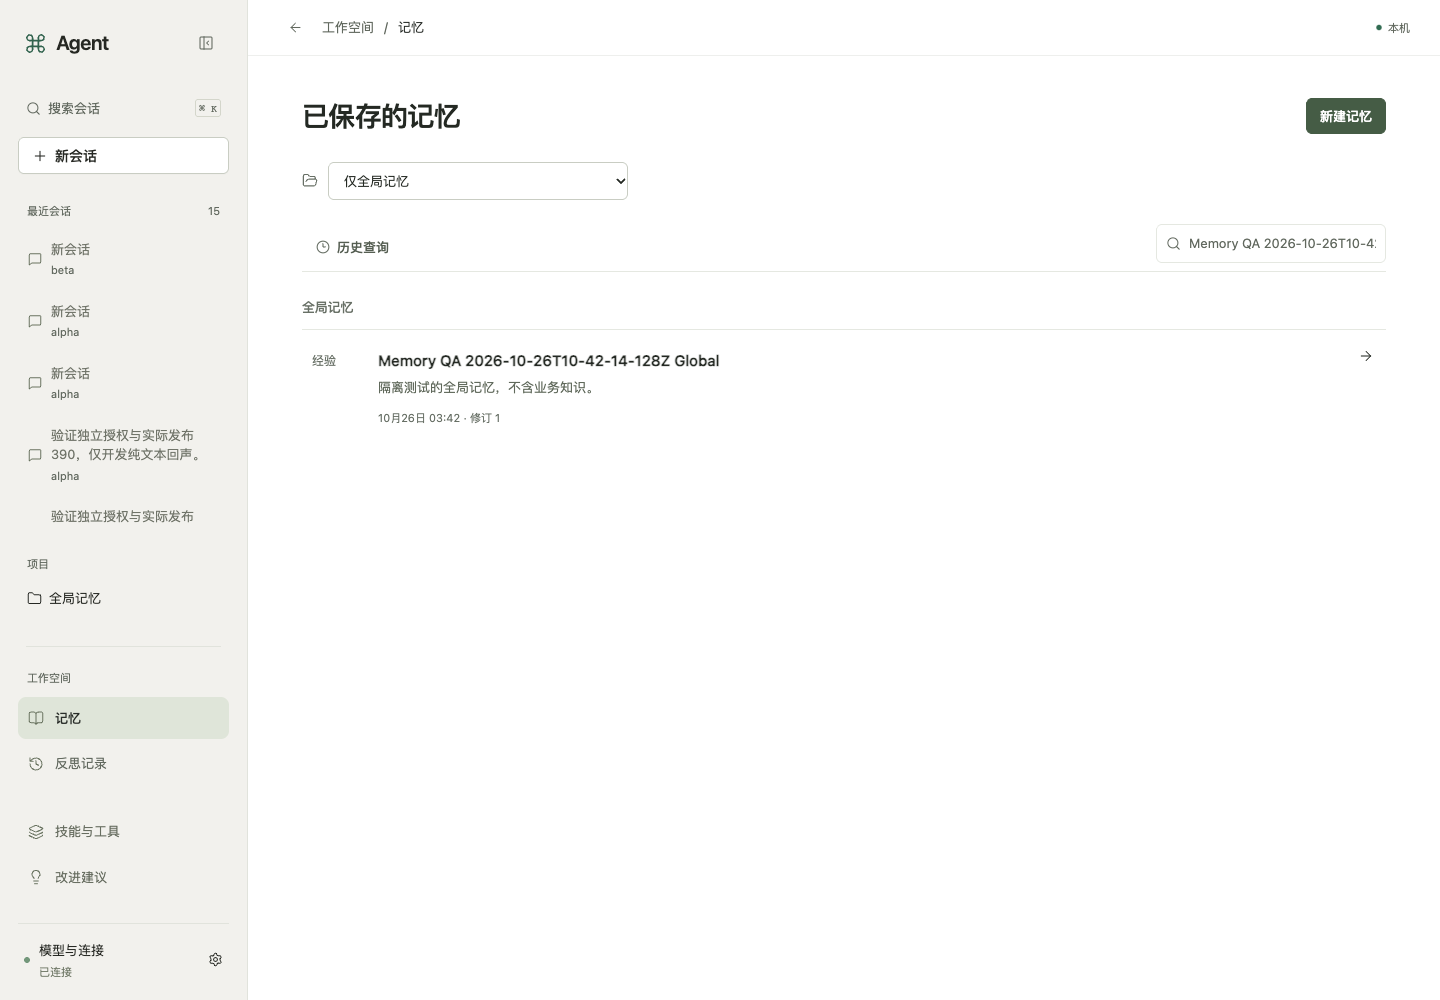 Agent
搜索会话
⌘ K
新会话
最近会话 15
新会话
beta
新会话
alpha
新会话
alpha
验证独立授权与实际发布
390，仅开发纯文本回声。
alpha
验证独立授权与实际发布
项目
全局记忆
工作空间
记忆
反思记录
技能与工具
改进建议
模型与连接
已连接
工作空间 / 记忆
本机
已保存的记忆
新建记忆
仅全局记忆
历史查询
Memory QA 2026-10-26T10-4
全局记忆
经验
Memory QA 2026-10-26T10-42-14-128Z Global
隔离测试的全局记忆，不含业务知识。
10月26日 03:42 · 修订 1